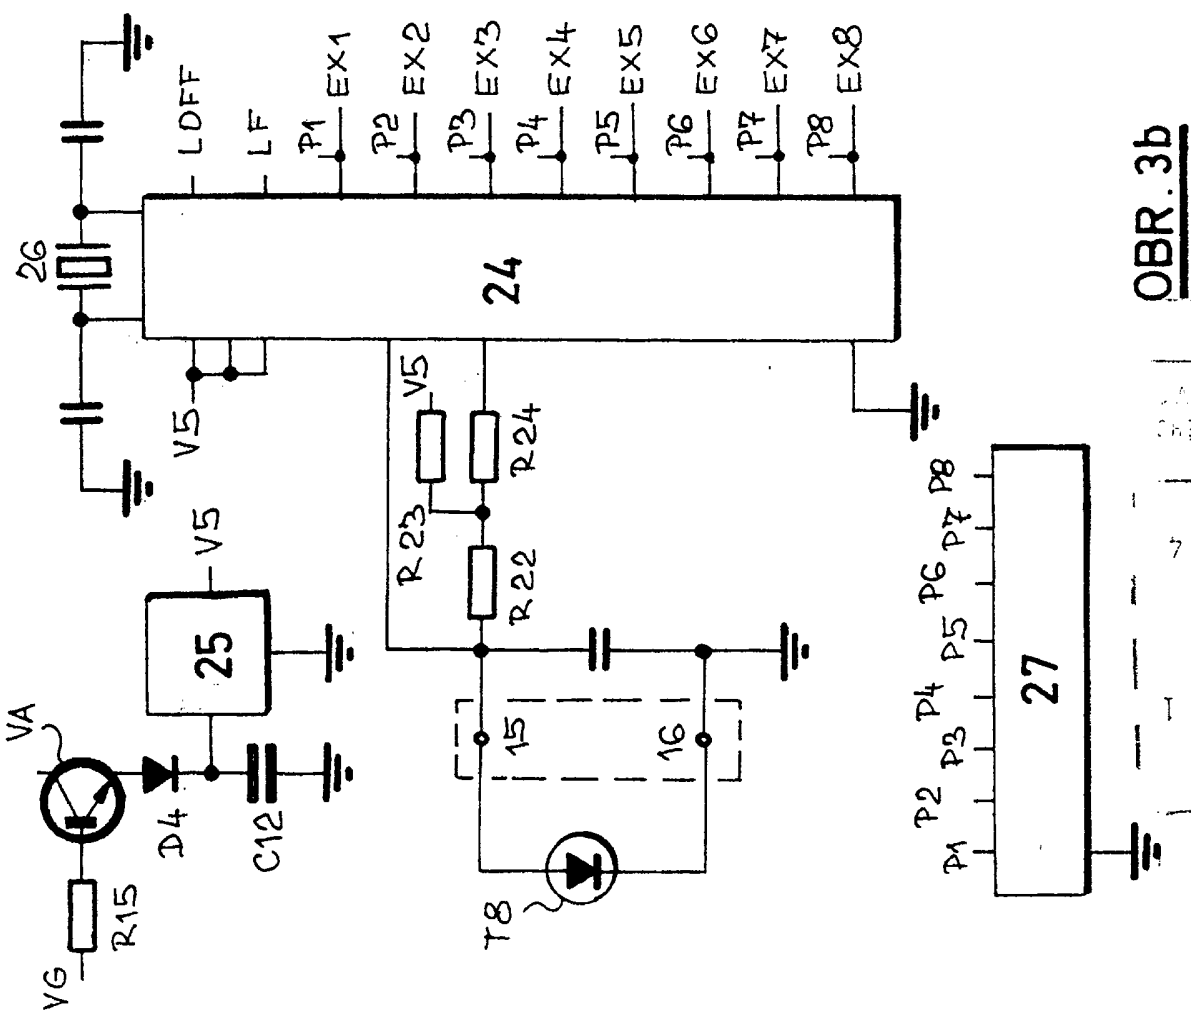 VG
R15
VA
D4
C12
25
V5
26
V5
LOFF
LF
P1 EX1
P2 EX2
P3 EX3
P4 EX4
P5 EX5
P6 EX6
P7 EX7
P8 EX8
24
V5
R23
R24
R22
15
16
T8
P1 P2 P3 P4 P5 P6 P7 P8
27
OBR. 3b